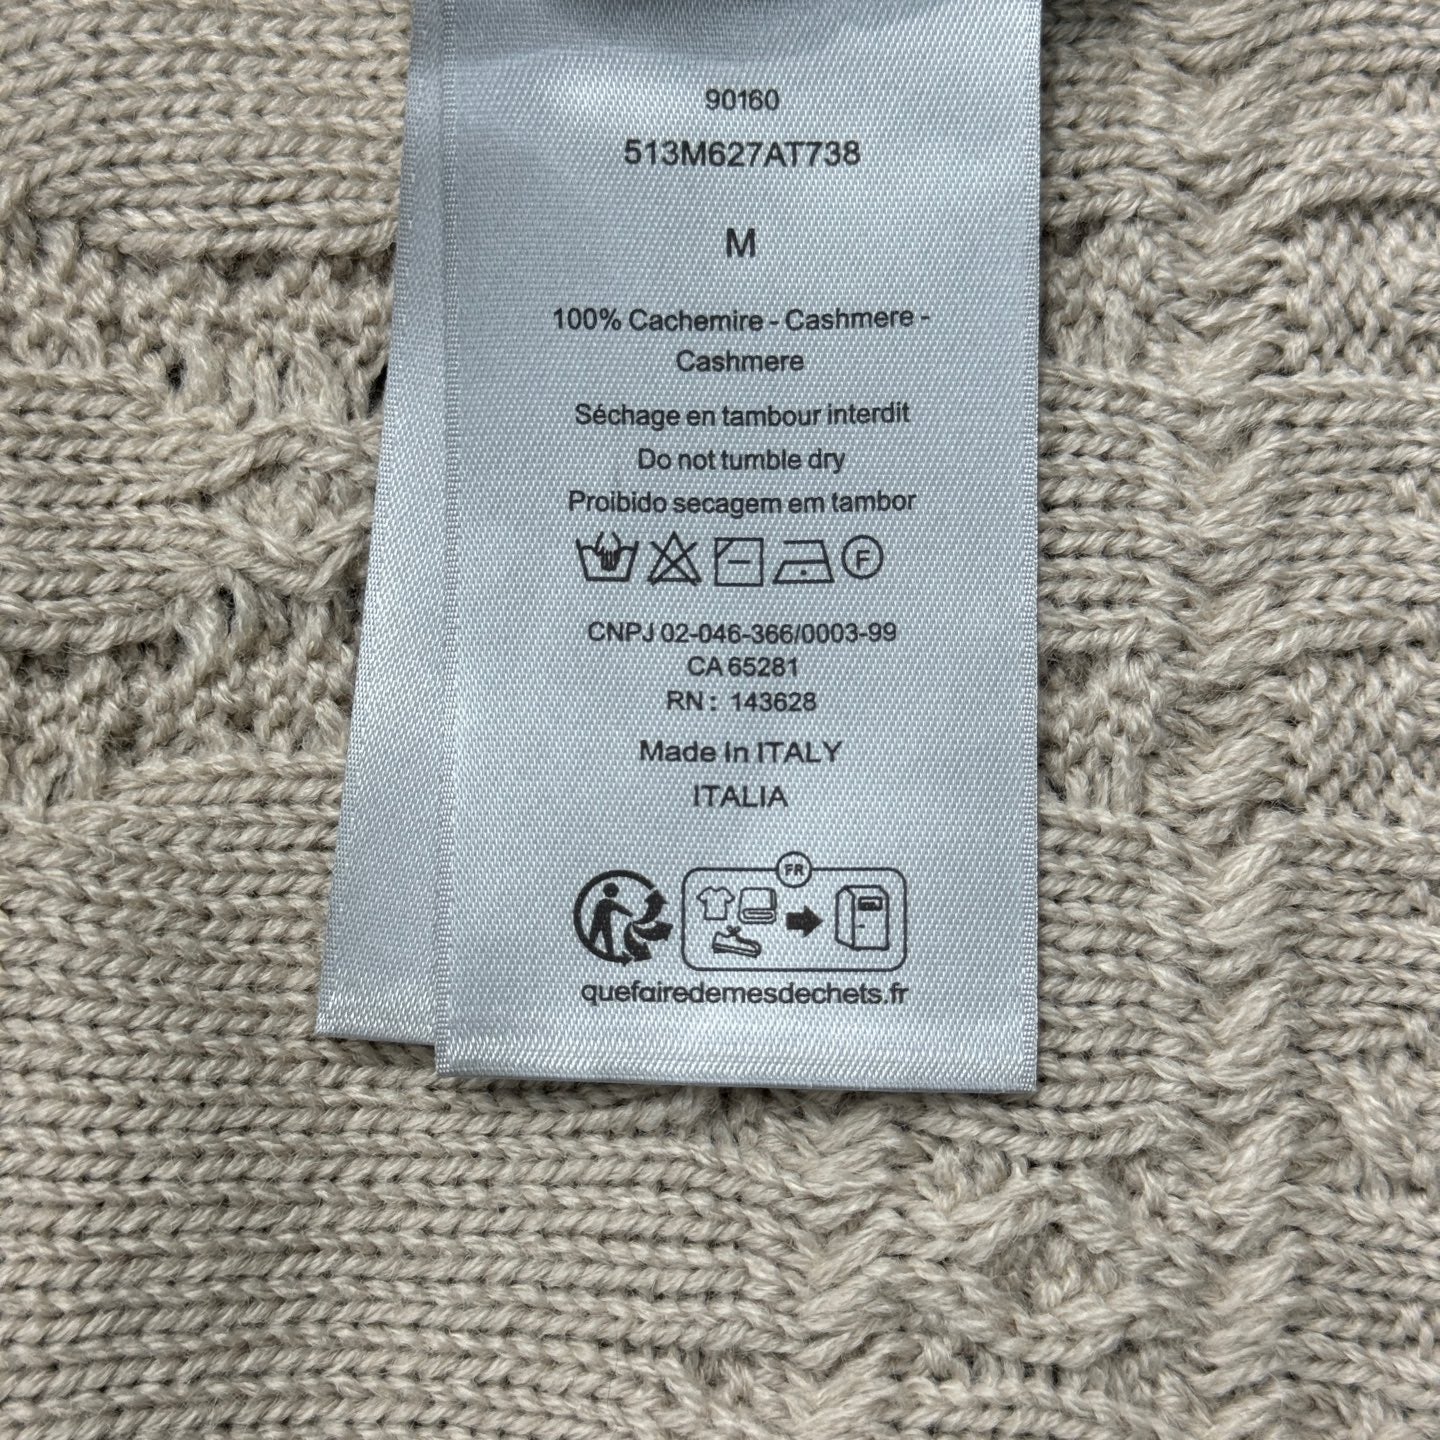 90160
513M627AT738
M
100% Cachemire - Cashmere -
Cashmere
Séchage en tambour interdit
Do not tumble dry
Proibido secagem em tambor
F
CNPJ 02-046-366/0003-99
CA 65281
RN : 143628
Made In ITALY
ITALIA
FR
quefairedemesdechets.fr